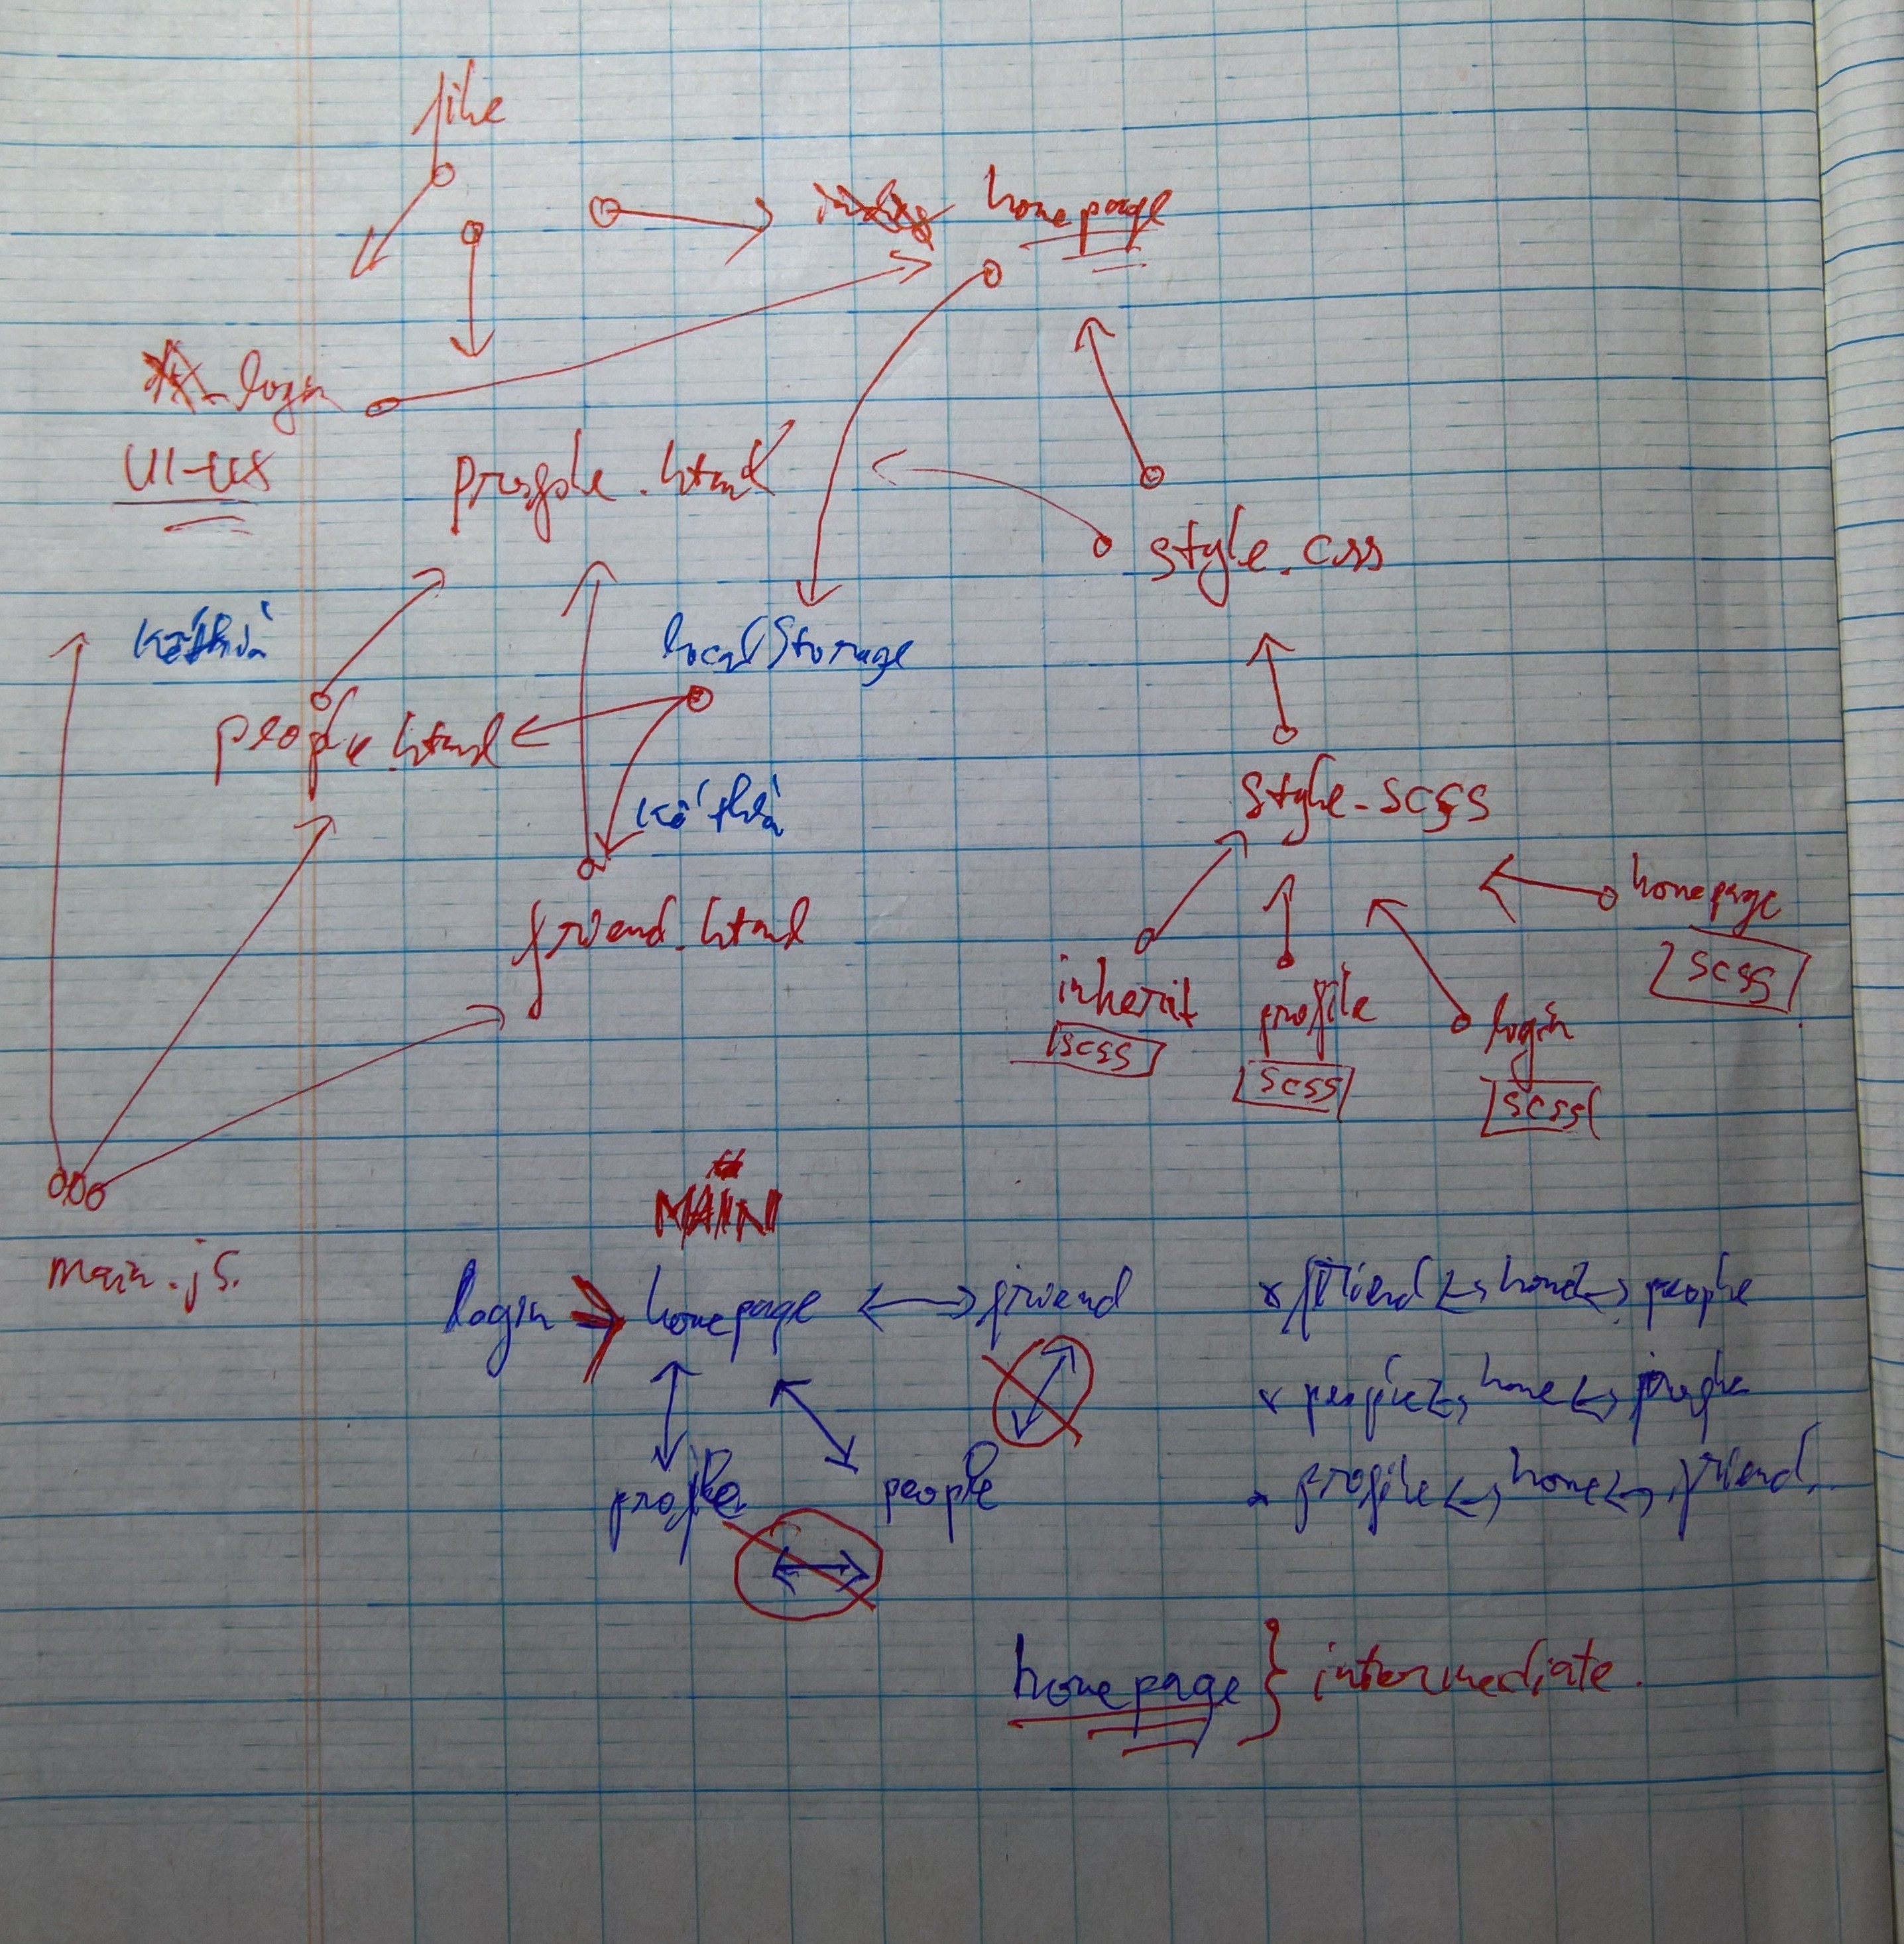 file
homepage
login
UI-UX
profile.html
style.css
kế thừa
localStorage
people.html
style-scss
kế thừa
homepage
scss
friend.html
inherit
scss
profile
scss
login
scss
MAIN
main.js.
login → homepage ↔ friend
friend ↔ home ↔ people
people ↔ home ↔ profile
profile people
profile ↔ home ↔ friend
homepage } intermediate.